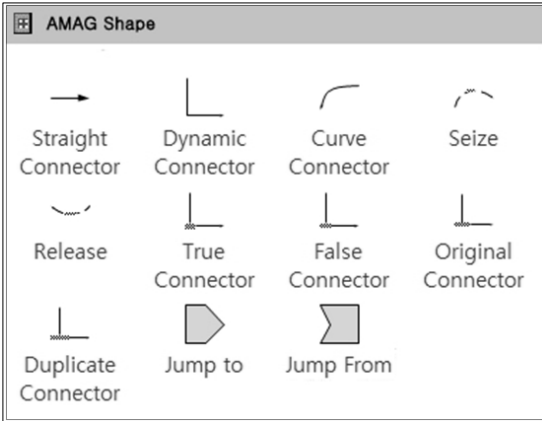 AMAG Shape
Straight Connector
Dynamic Connector
Curve Connector
Seize
Release
True Connector
False Connector
Original Connector
Duplicate Connector
Jump to
Jump From